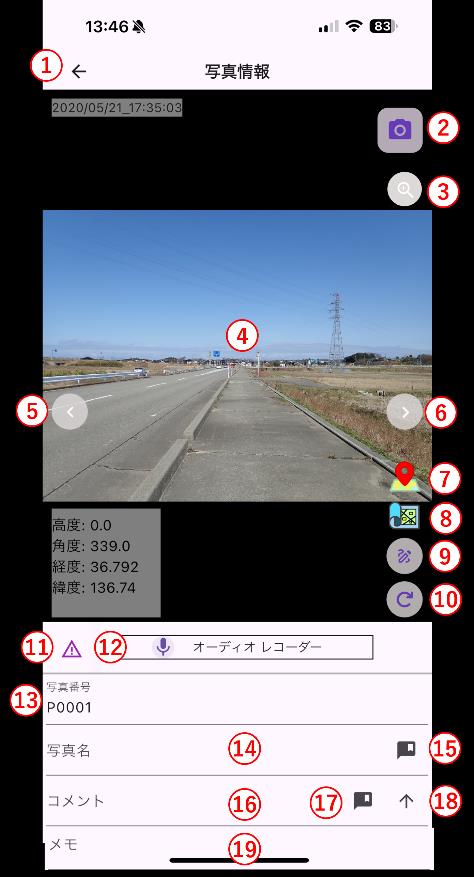 13:46 83
① 写真情報
2020/05/21_17:35:03
②
③
④
⑤ ⑥
⑦
高度: 0.0 ⑧
角度: 339.0
経度: 36.792 ⑨
緯度: 136.74
⑩
⑪ ⑫ オーディオ レコーダー
写真番号
⑬ P0001
写真名 ⑭ ⑮
コメント ⑯ ⑰ ⑱
メモ ⑲